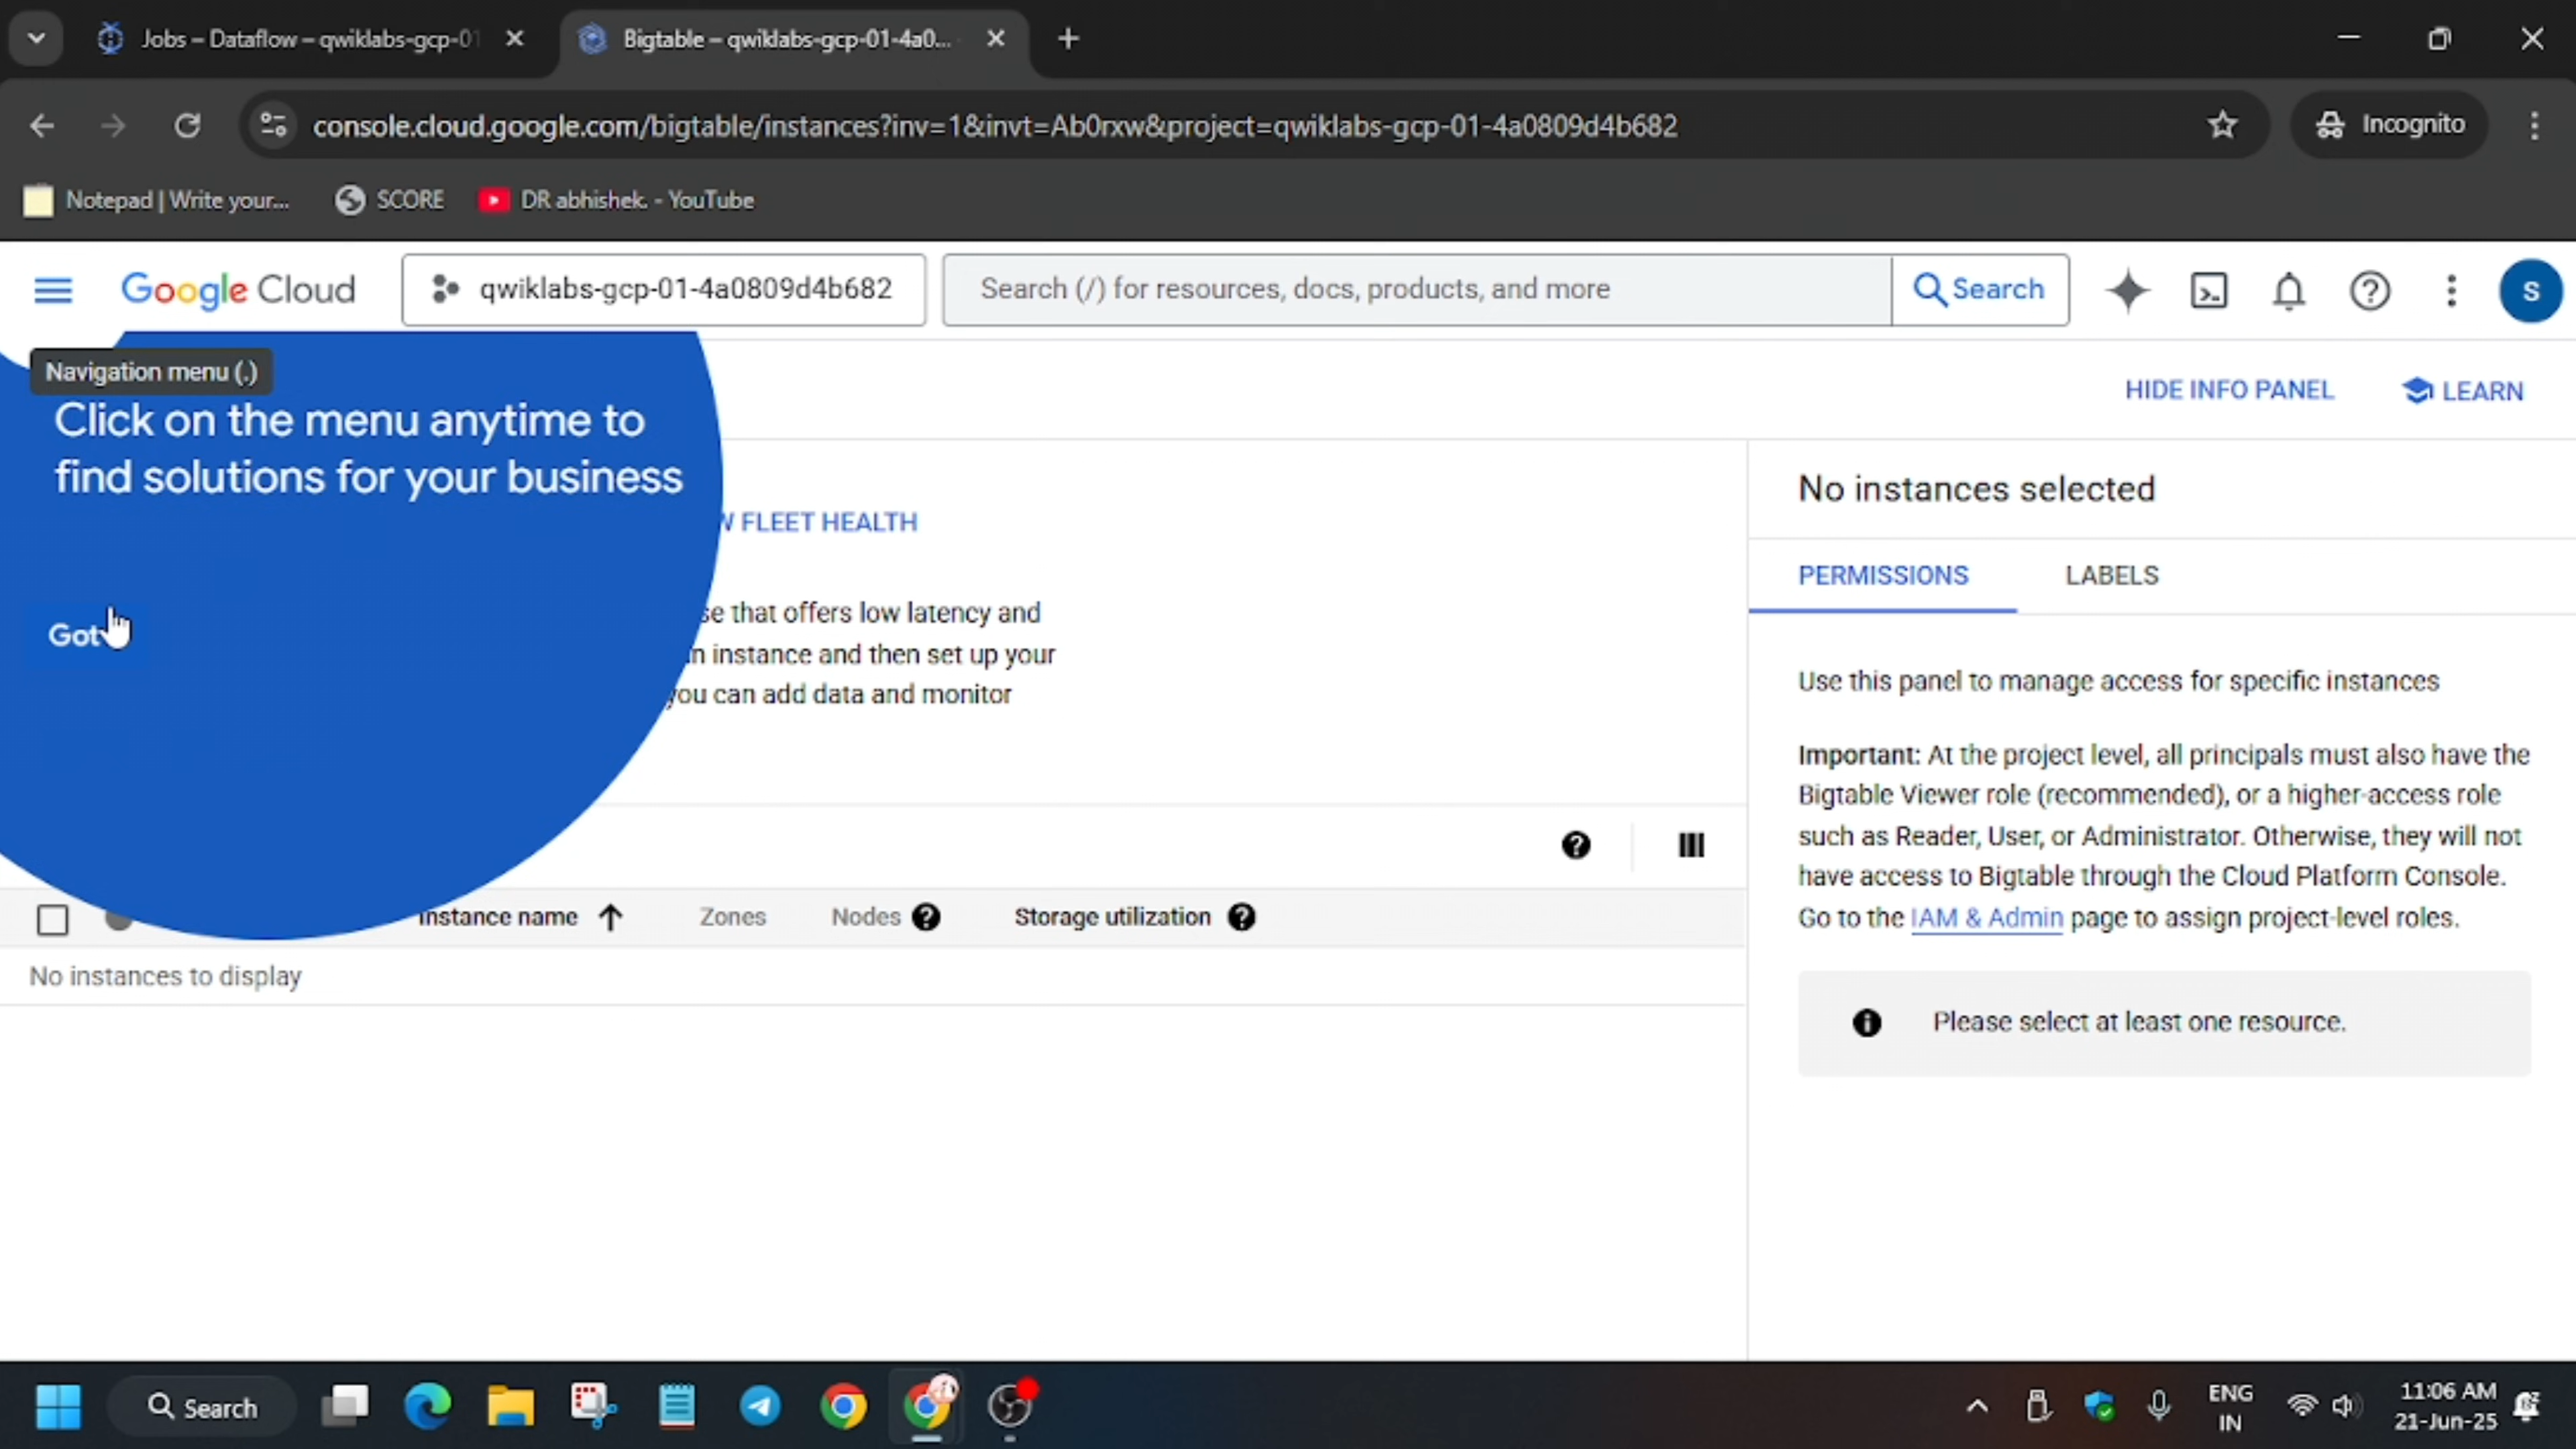 Jobs – Dataflow – qwiklabs-gcp-01
Bigtable – qwiklabs-gcp-01-4a0...
console.cloud.google.com/bigtable/instances?inv=1&invt=Ab0rxw&project=qwiklabs-gcp-01-4a0809d4b682
Incognito
Notepad | Write your...
SCORE
DR abhishek. - YouTube
Google Cloud
qwiklabs-gcp-01-4a0809d4b682
Search (/) for resources, docs, products, and more
Search
S
Navigation menu (.)
Click on the menu anytime to
find solutions for your business
Got
HIDE INFO PANEL
LEARN
FLEET HEALTH
se that offers low latency and
n instance and then set up your
you can add data and monitor
Instance name
Zones
Nodes
Storage utilization
No instances to display
No instances selected
PERMISSIONS
LABELS
Use this panel to manage access for specific instances
Important: At the project level, all principals must also have the
Bigtable Viewer role (recommended), or a higher-access role
such as Reader, User, or Administrator. Otherwise, they will not
have access to Bigtable through the Cloud Platform Console.
Go to the IAM & Admin page to assign project-level roles.
Please select at least one resource.
Search
ENG
IN
11:06 AM
21-Jun-25